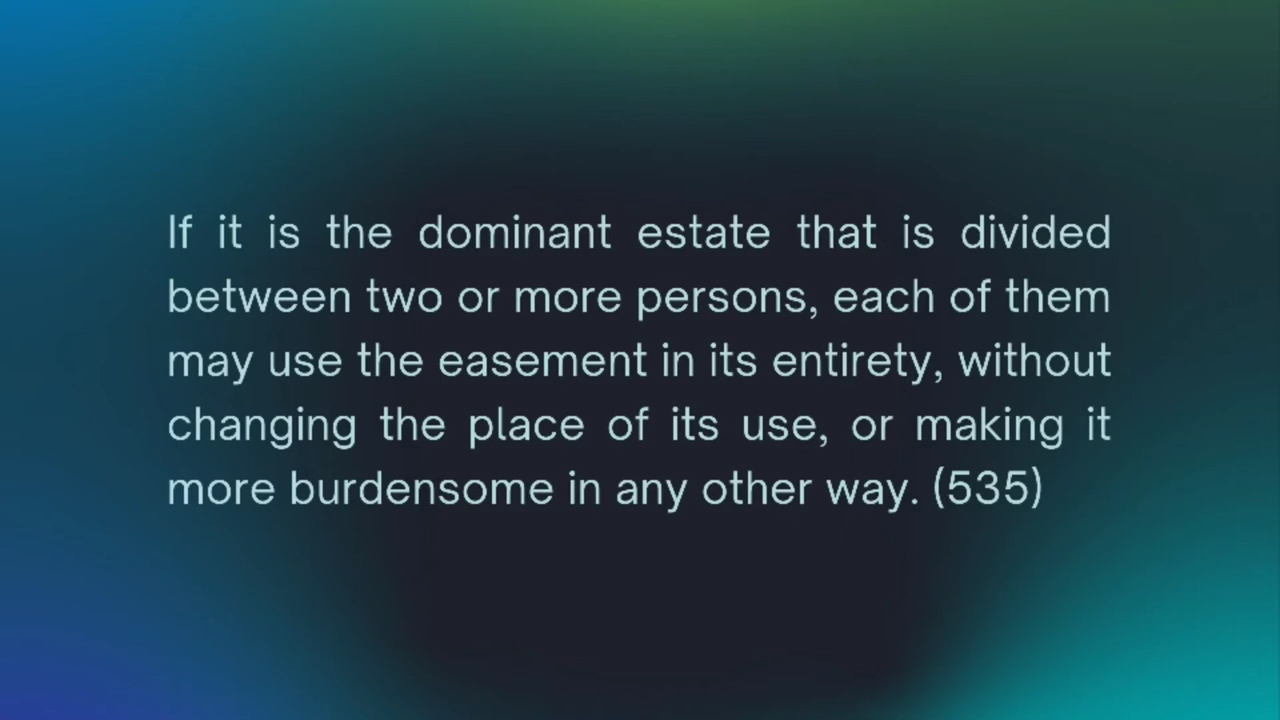 If it is the dominant estate that is divided
between two or more persons, each of them
may use the easement in its entirety, without
changing the place of its use, or making it
more burdensome in any other way. (535)